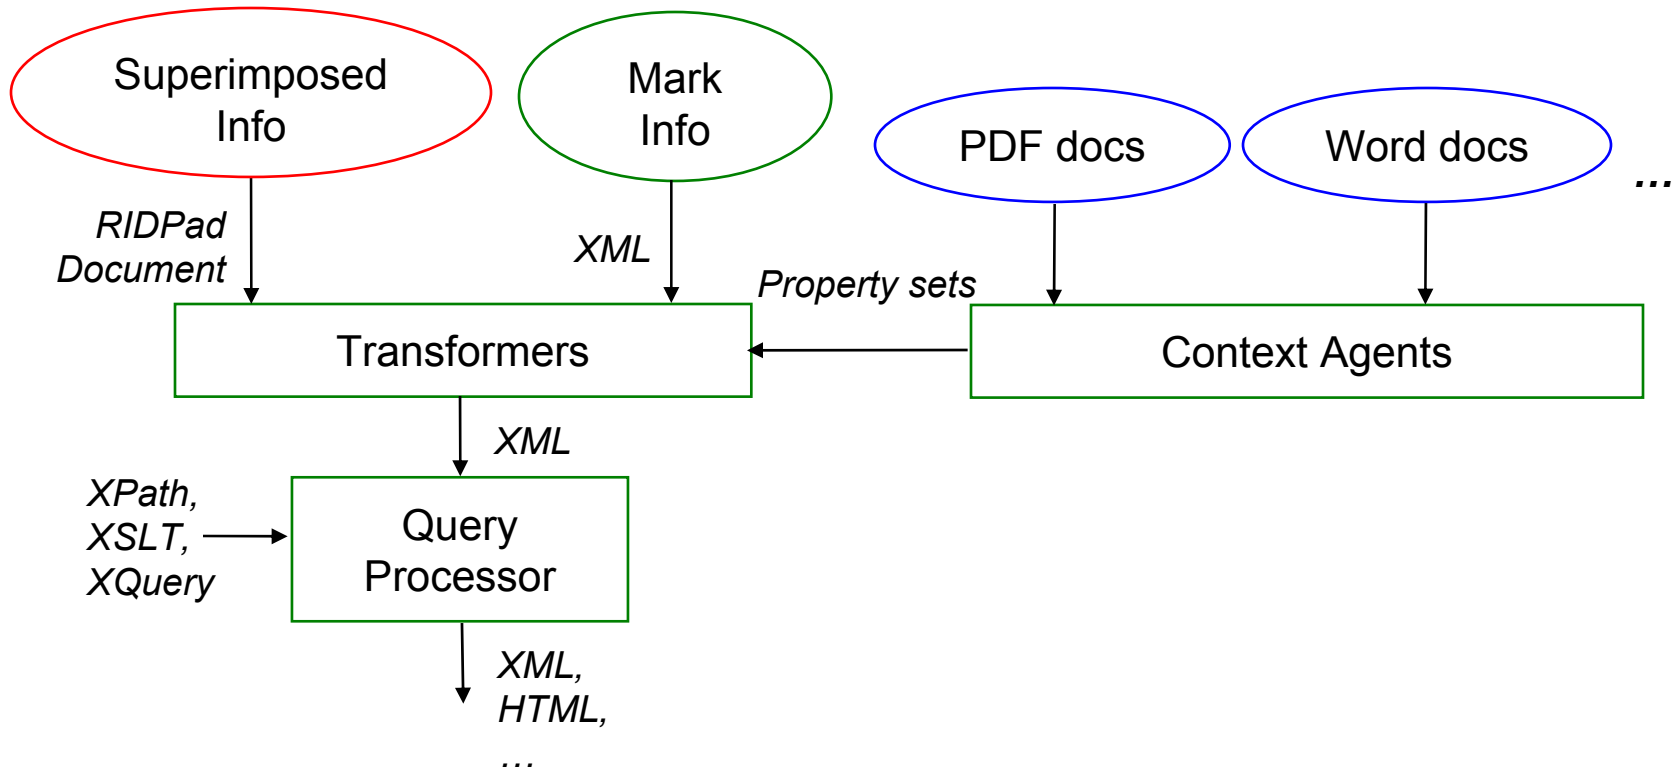 Superimposed
Info
Mark
Info
PDF docs
Word docs
...
RIDPad
Document
XML
Property sets
Transformers
Context Agents
XML
XPath,
XSLT,
XQuery
Query
Processor
XML,
HTML,
...